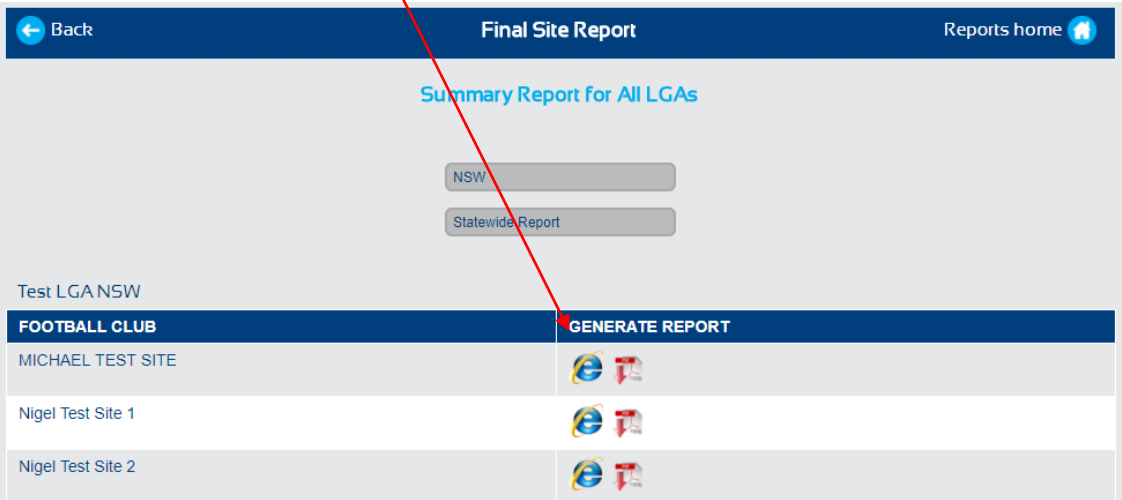 Back Final Site Report Reports home
Summary Report for All LGAs
NSW
Statewide Report
Test LGA NSW
FOOTBALL CLUB GENERATE REPORT
MICHAEL TEST SITE
Nigel Test Site 1
Nigel Test Site 2